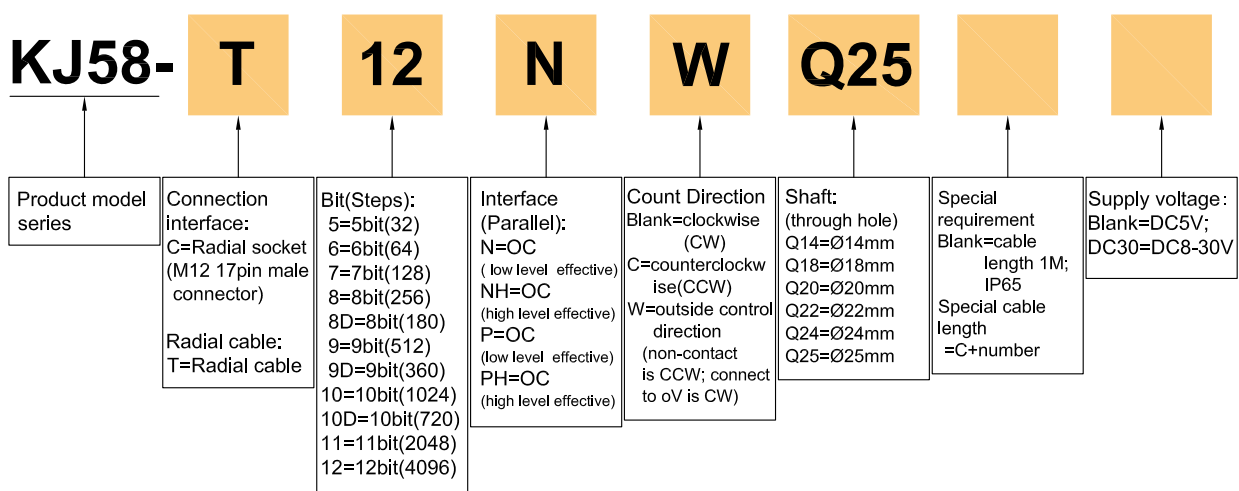 KJ58- T 12 N W Q25
Product model
series
Connection
interface:
C=Radial socket
(M12 17pin male
connector)
Radial cable:
T=Radial cable
Bit(Steps):
5=5bit(32)
6=6bit(64)
7=7bit(128)
8=8bit(256)
8D=8bit(180)
9=9bit(512)
9D=9bit(360)
10=10bit(1024)
10D=10bit(720)
11=11bit(2048)
12=12bit(4096)
Interface
(Parallel):
N=OC
( low level effective)
NH=OC
(high level effective)
P=OC
(low level effective)
PH=OC
(high level effective)
Count Direction
Blank=clockwise
(CW)
C=counterclockw
ise(CCW)
W=outside control
direction
(non-contact
is CCW; connect
to oV is CW)
Shaft:
(through hole)
Q14=Ø14mm
Q18=Ø18mm
Q20=Ø20mm
Q22=Ø22mm
Q24=Ø24mm
Q25=Ø25mm
Special
requirement
Blank=cable
length 1M;
IP65
Special cable
length
=C+number
Supply voltage:
Blank=DC5V;
DC30=DC8-30V